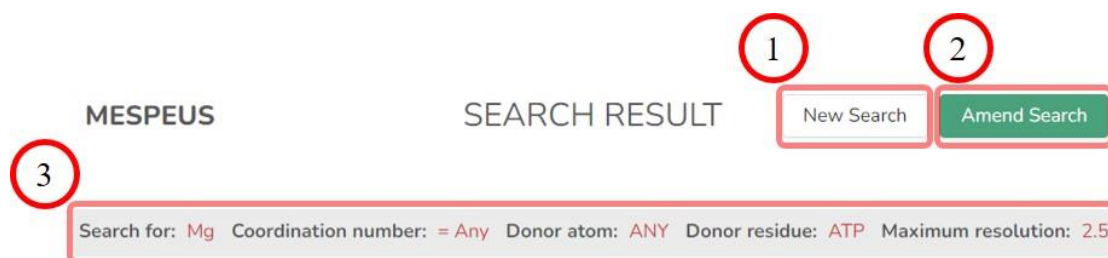 1 2
MESPEUS SEARCH RESULT New Search Amend Search
3
Search for: Mg Coordination number: = Any Donor atom: ANY Donor residue: ATP Maximum resolution: 2.5